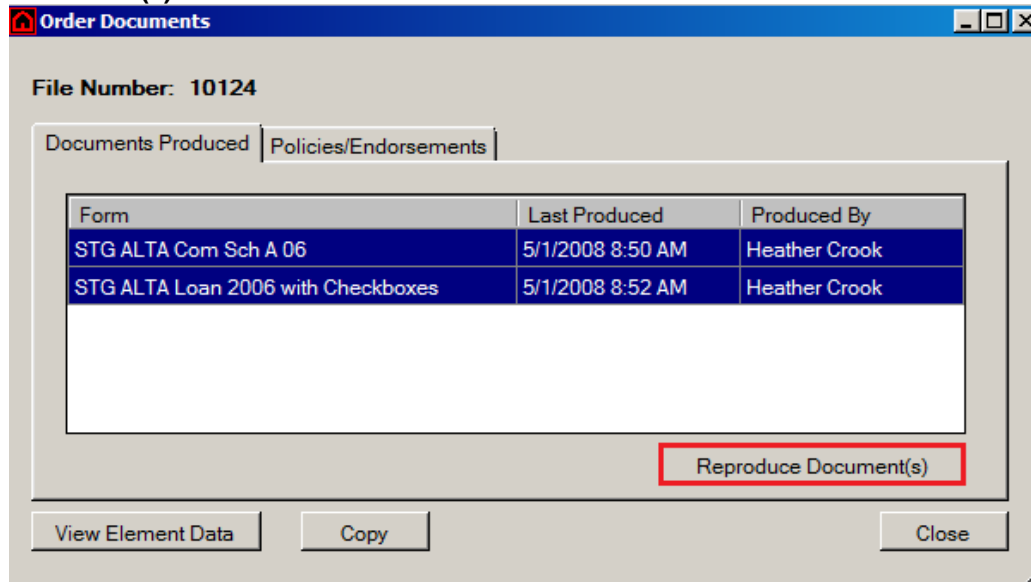 Order Documents
File Number: 10124
Documents Produced Policies/Endorsements
Form Last Produced Produced By
STG ALTA Com Sch A 06 5/1/2008 8:50 AM Heather Crook
STG ALTA Loan 2006 with Checkboxes 5/1/2008 8:52 AM Heather Crook
Reproduce Document(s)
View Element Data Copy Close